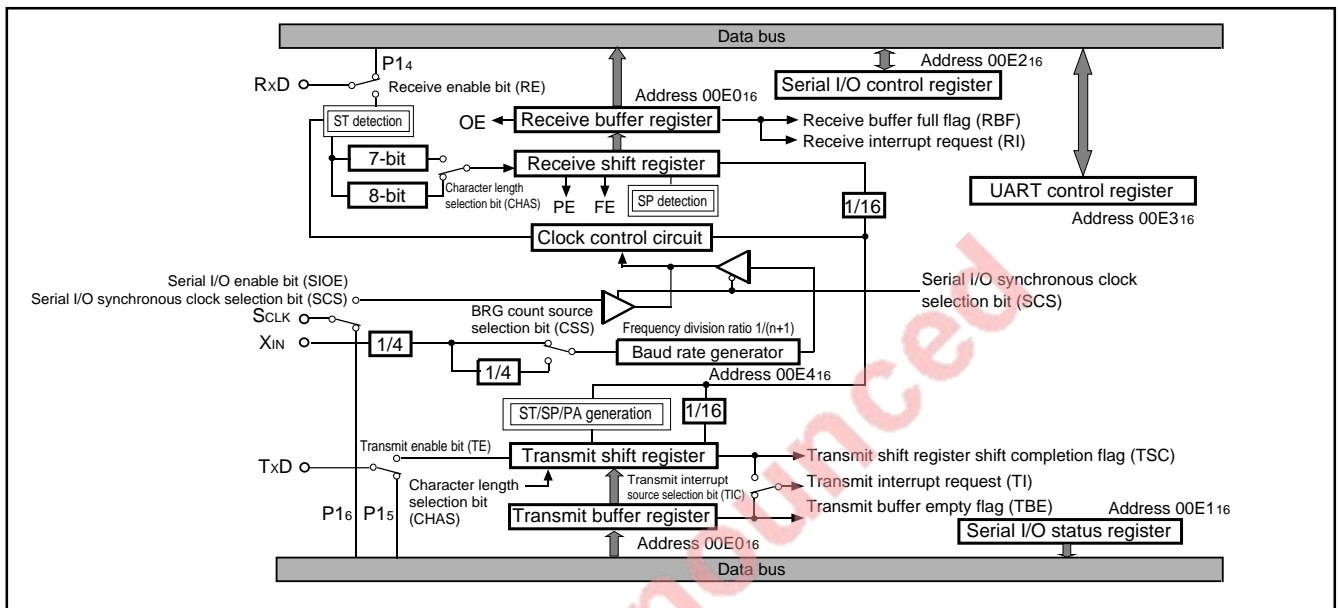 Data bus
P14
RxD
Receive enable bit (RE)
Address 00E216
Serial I/O control register
Address 00E016
ST detection
OE
Receive buffer register
Receive buffer full flag (RBF)
Receive interrupt request (RI)
7-bit
Receive shift register
8-bit
Character length
selection bit (CHAS)
PE
FE
SP detection
1/16
UART control register
Address 00E316
Clock control circuit
Serial I/O enable bit (SIOE)
Serial I/O synchronous clock selection bit (SCS)
Serial I/O synchronous clock
selection bit (SCS)
SCLK
BRG count source
selection bit (CSS)
Frequency division ratio 1/(n+1)
XIN
1/4
Baud rate generator
1/4
Address 00E416
ST/SP/PA generation
1/16
Transmit enable bit (TE)
Transmit shift register
Transmit shift register shift completion flag (TSC)
TxD
Character length
selection bit
(CHAS)
Transmit interrupt
source selection bit (TIC)
Transmit interrupt request (TI)
P16
P15
Transmit buffer register
Transmit buffer empty flag (TBE)
Address 00E116
Serial I/O status register
Address 00E016
Data bus
ounced